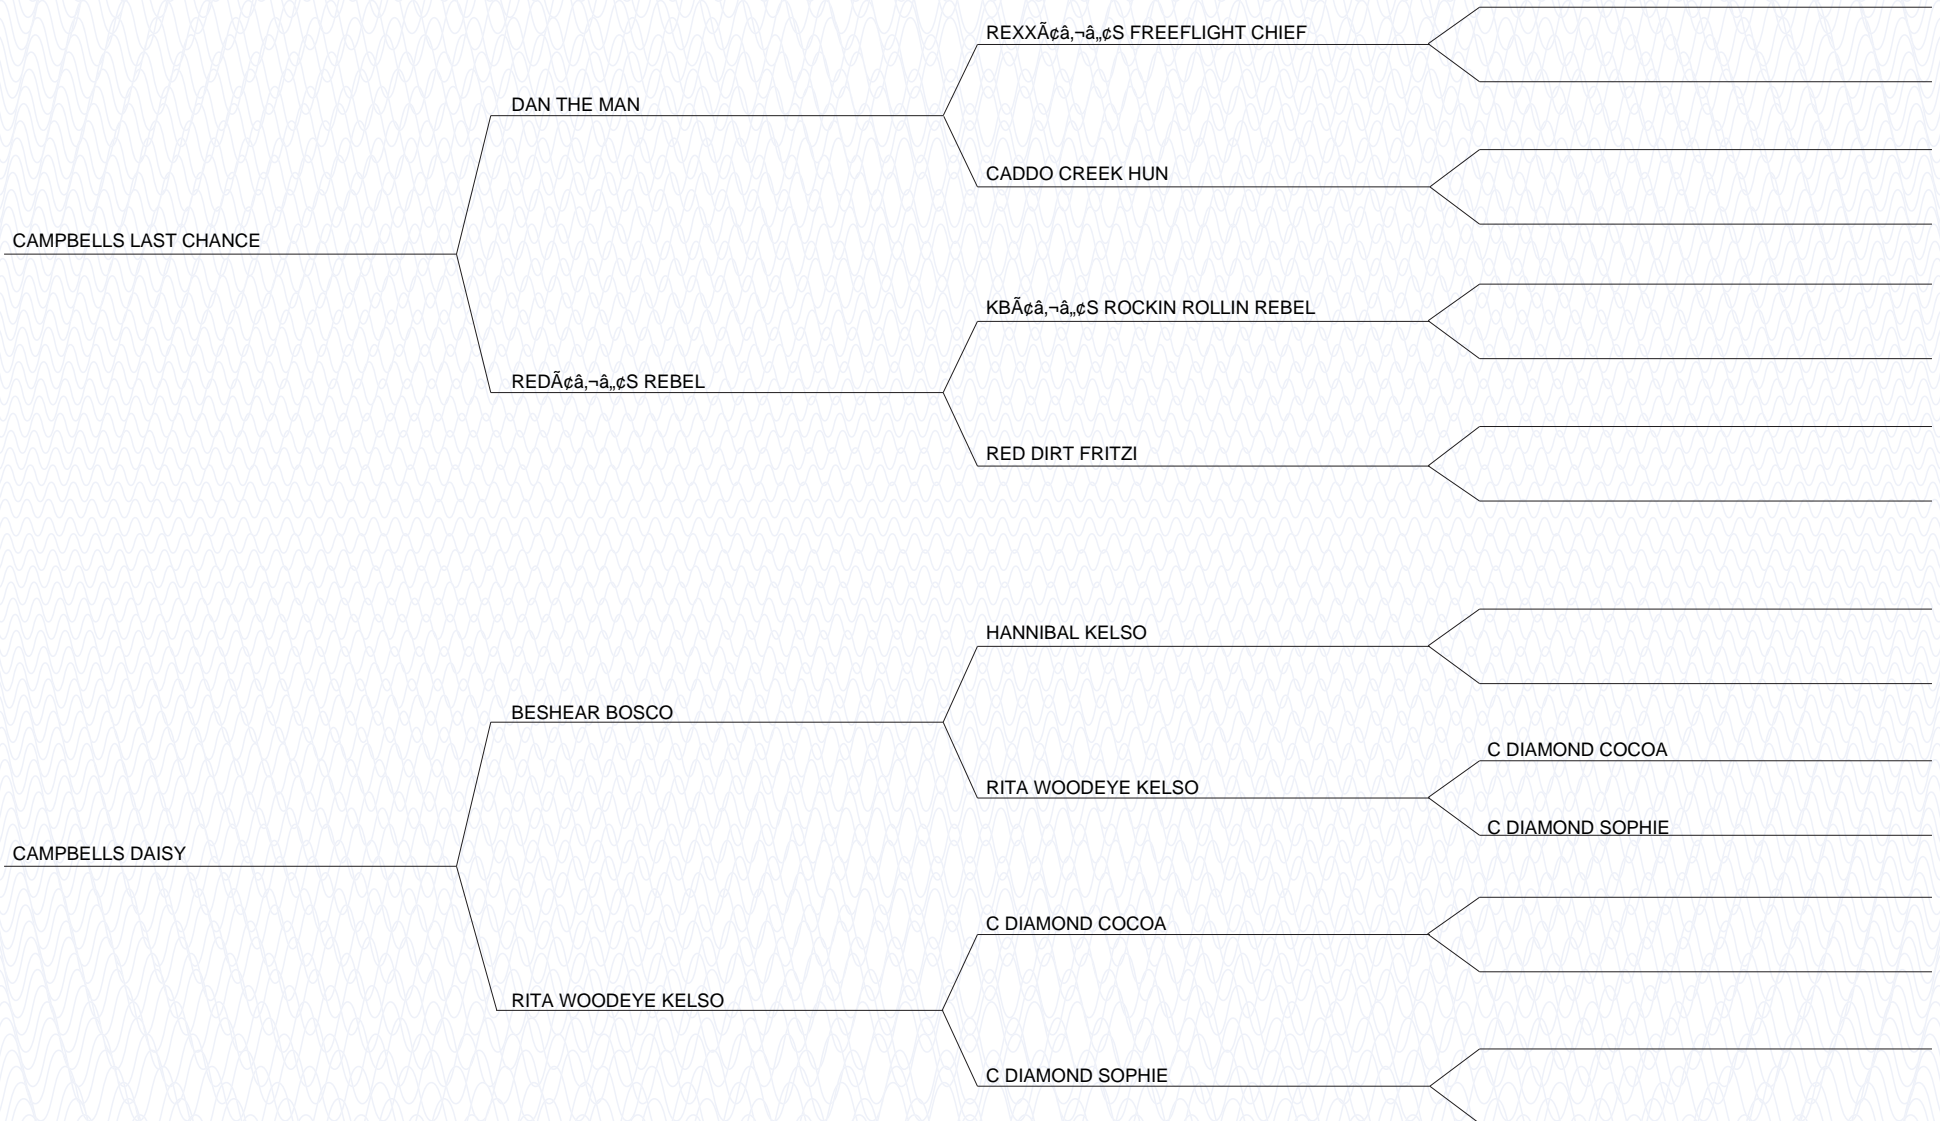 REXXÃ¢â‚¬â„¢S FREEFLIGHT CHIEF
DAN THE MAN
CADDO CREEK HUN
CAMPBELLS LAST CHANCE
KBÃ¢â‚¬â„¢S ROCKIN ROLLIN REBEL
REDÃ¢â‚¬â„¢S REBEL
RED DIRT FRITZI
HANNIBAL KELSO
BESHEAR BOSCO
C DIAMOND COCOA
RITA WOODEYE KELSO
C DIAMOND SOPHIE
CAMPBELLS DAISY
C DIAMOND COCOA
RITA WOODEYE KELSO
C DIAMOND SOPHIE